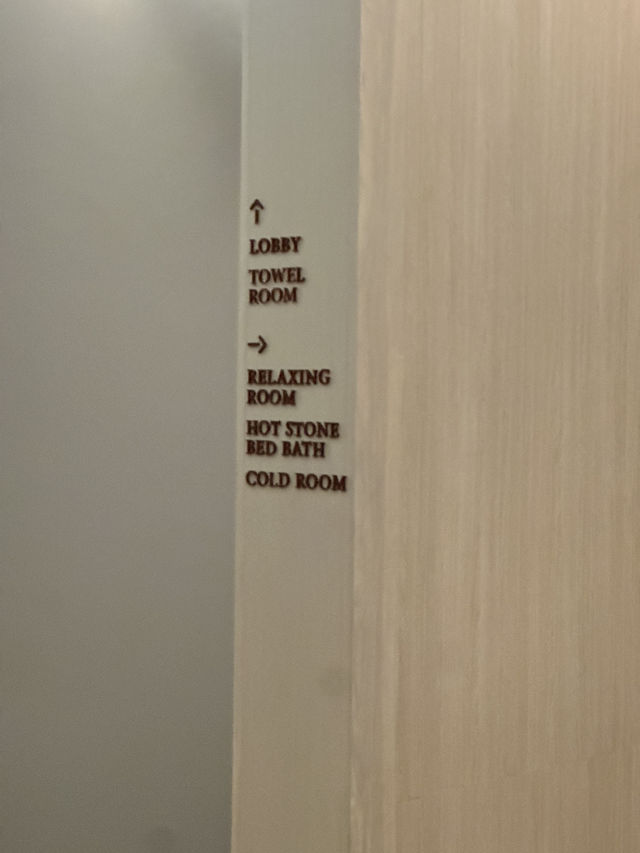 ↑
LOBBY
TOWEL
ROOM
→
RELAXING
ROOM
HOT STONE
BED BATH
COLD ROOM